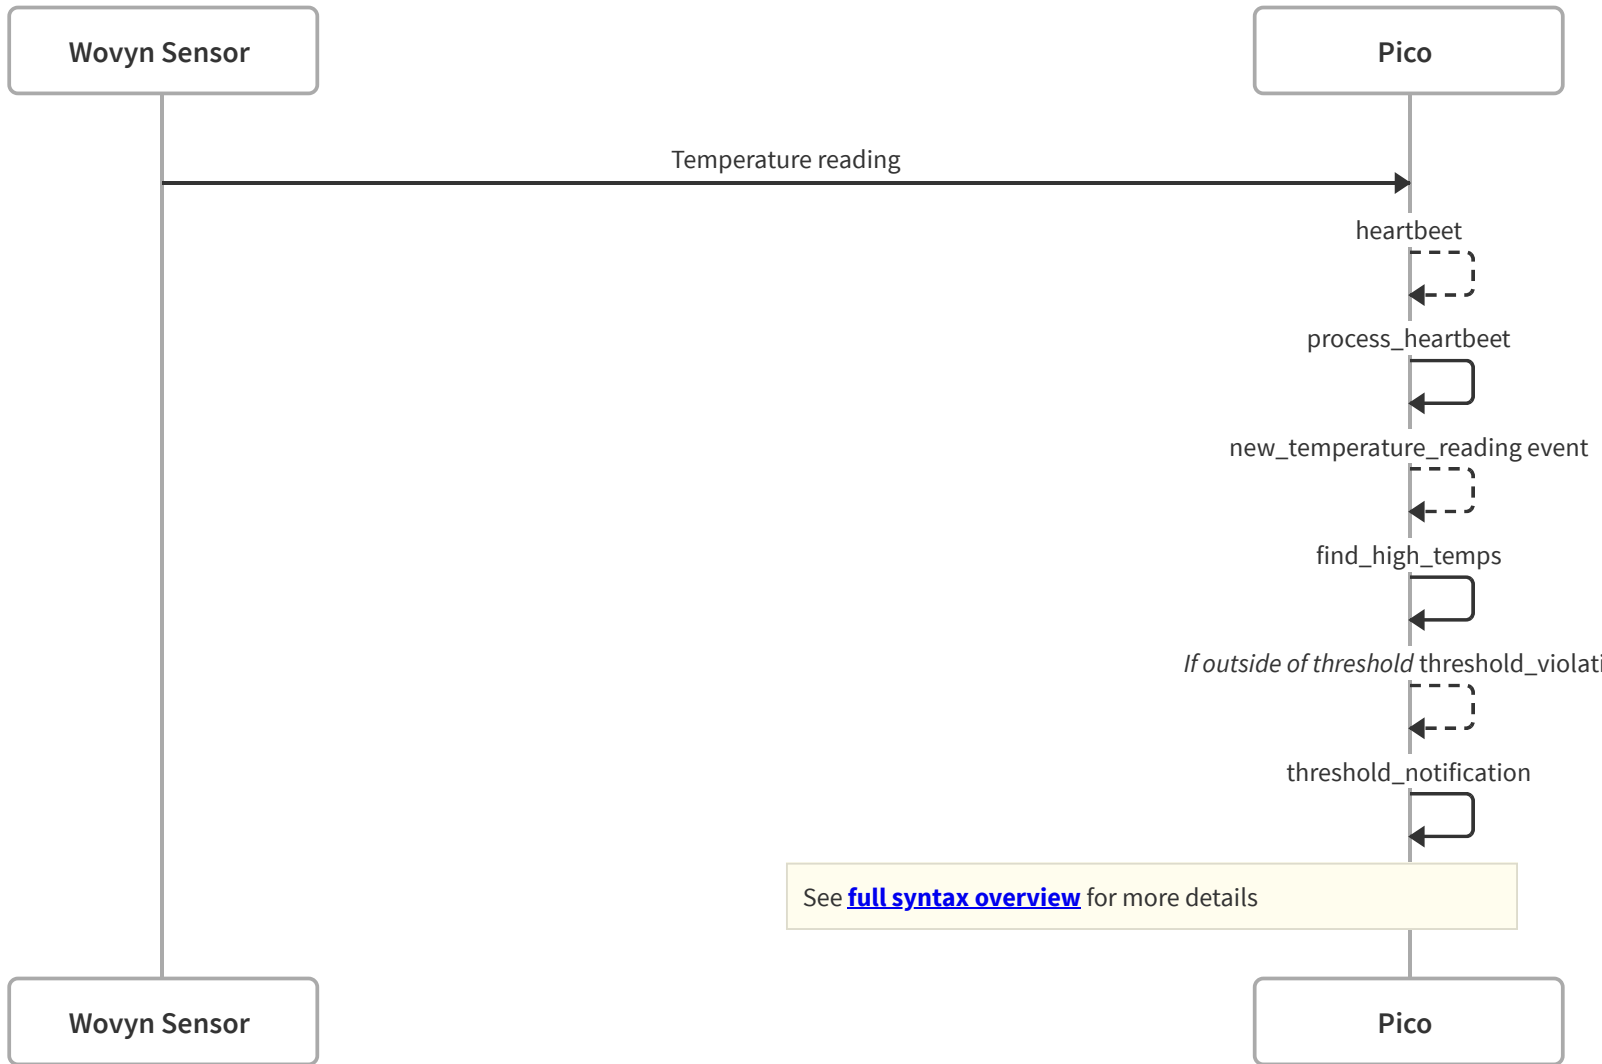 Wovyn Sensor
Pico
Temperature reading
heartbeet
process_heartbeet
new_temperature_reading event
find_high_temps
If outside of threshold threshold_violati
threshold_notification
See full syntax overview for more details
Wovyn Sensor
Pico